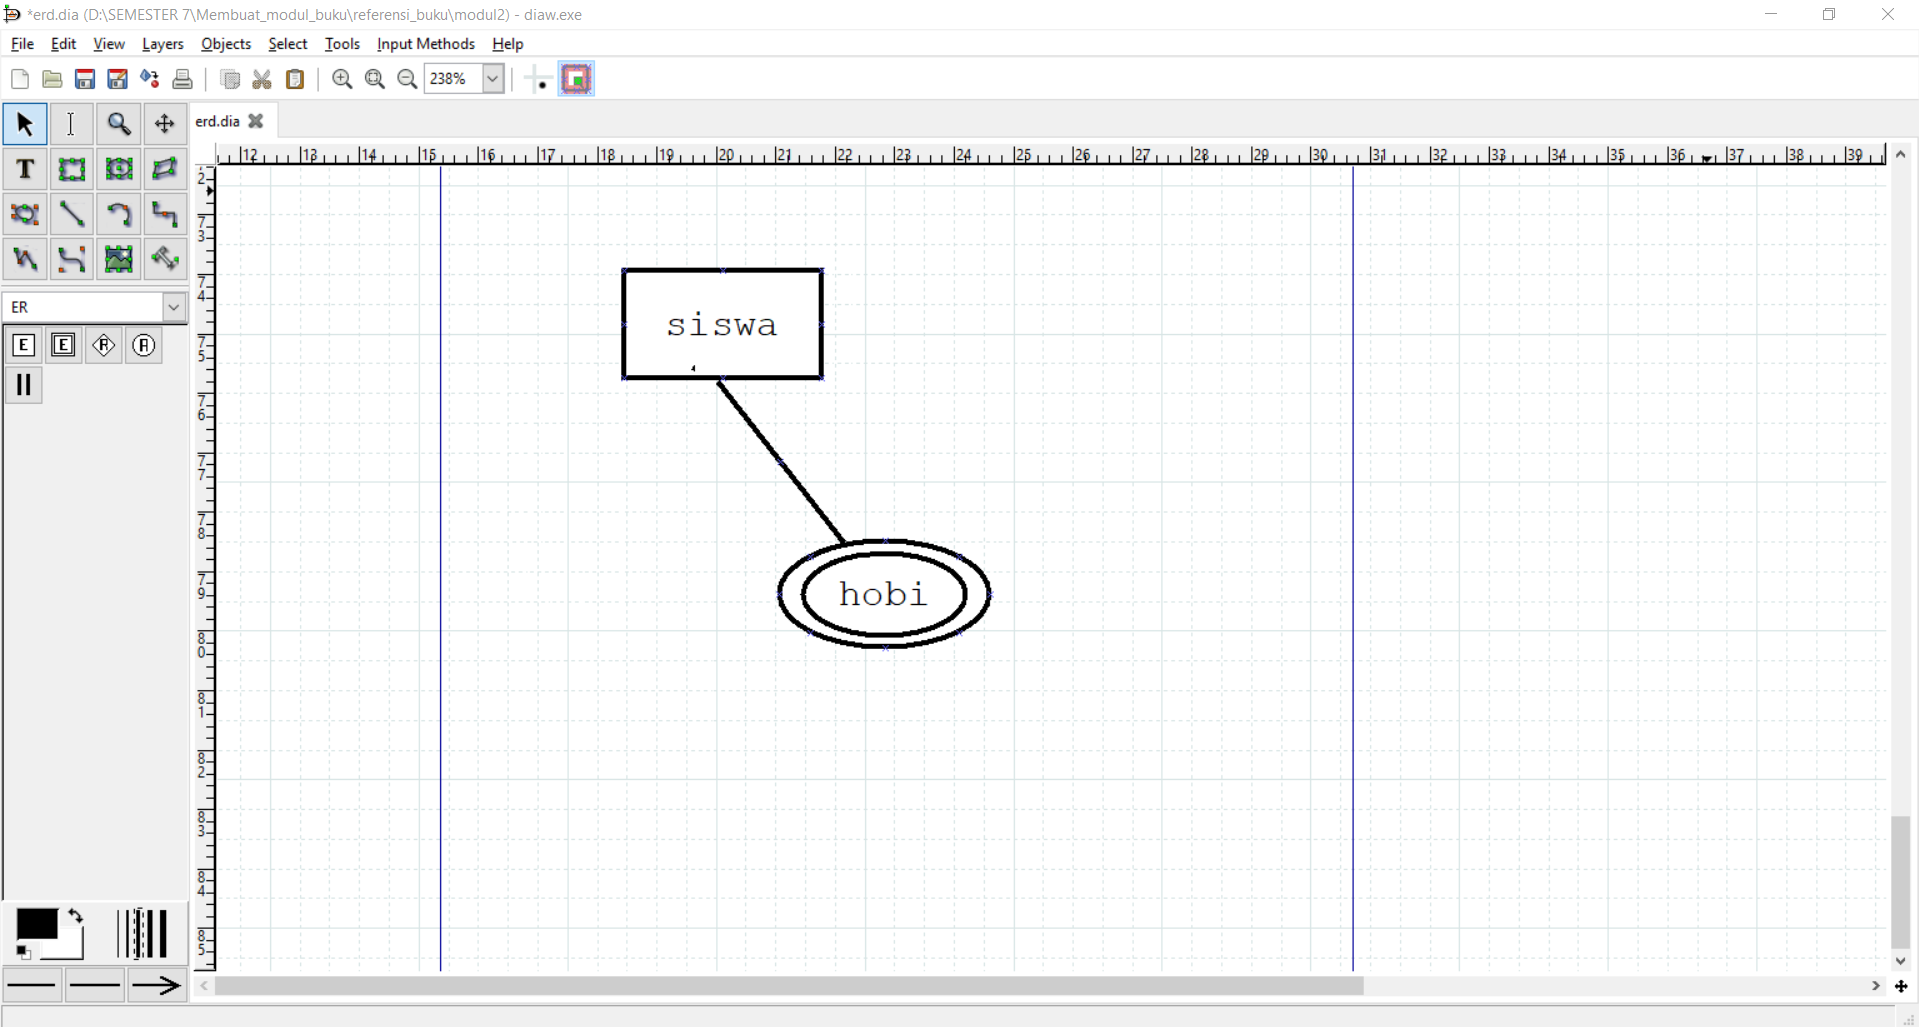 *erd.dia (D:\SEMESTER 7\Membuat_modul_buku\referensi_buku\modul2) - diaw.exe
File Edit View Layers Objects Select Tools Input Methods Help
238%
erd.dia
12 13 14 15 16 17 18 19 20 21 22 23 24 25 26 27 28 29 30 31 32 33 34 35 36 37 38 39
T
2
73
74
75
76
77
78
79
80
81
82
83
84
85
ER
E E R A
siswa
hobi